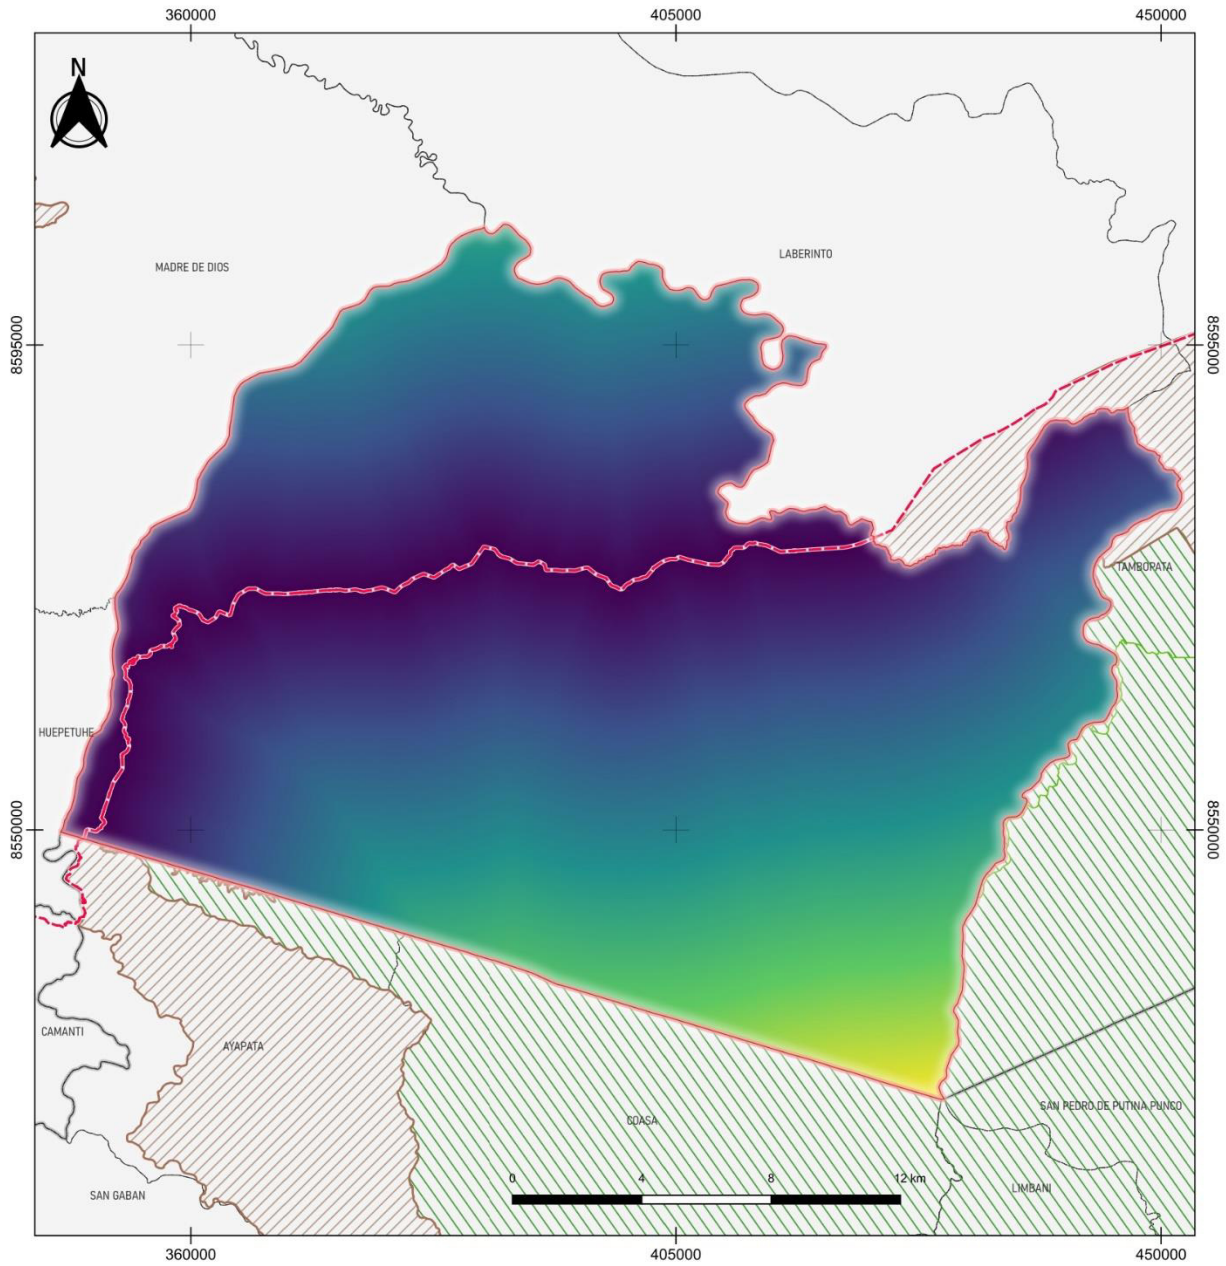 360000
405000
450000
N
LABERINTO
MADRE DE DIOS
8595000
8595000
TAMBOPATA
HUEPETUHE
8550000
8550000
CAMANTI
AYAPATA
SAN PEDRO DE PUTINA PUNCO
COASA
0
4
8
12 km
SAN GABAN
LIMBANI
360000
405000
450000